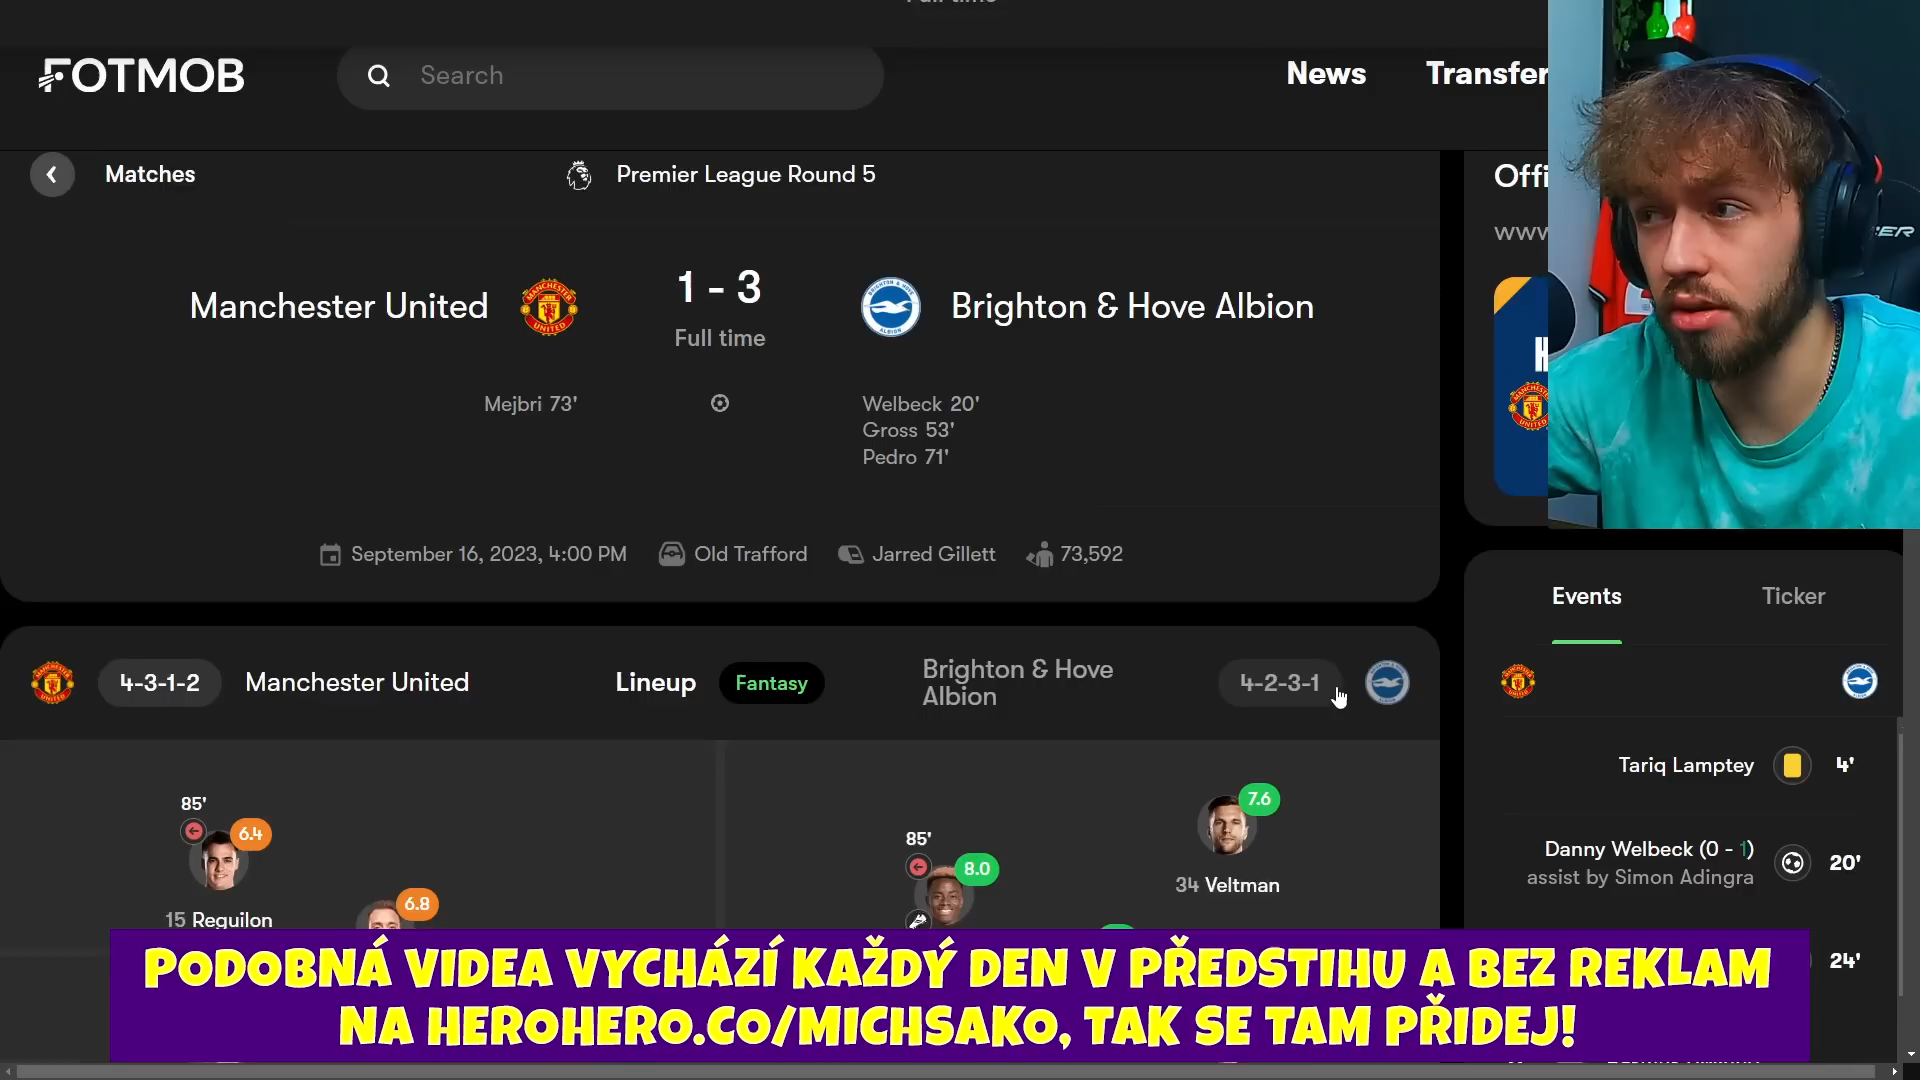 FOTMOB
Search
News
Transfer
Matches
Premier League Round 5
Manchester United
1 - 3
Brighton & Hove Albion
Full time
Mejbri 73'
Welbeck 20'
Gross 53'
Pedro 71'
September 16, 2023, 4:00 PM
Old Trafford
Jarred Gillett
73,592
Offi
www
Events
Ticker
4-3-1-2
Manchester United
Lineup
Fantasy
Brighton & Hove
Albion
4-2-3-1
Tariq Lamptey
4'
Danny Welbeck (0 - 1)
assist by Simon Adingra
20'
24'
85'
6.4
15 Reguilon
6.8
85'
8.0
7.6
34 Veltman
PODOBNÁ VIDEA VYCHÁZÍ KAŽDÝ DEN V PŘEDSTIHU A BEZ REKLAM
NA HEROHERO.CO/MICHSAKO, TAK SE TAM PŘIDEJ!